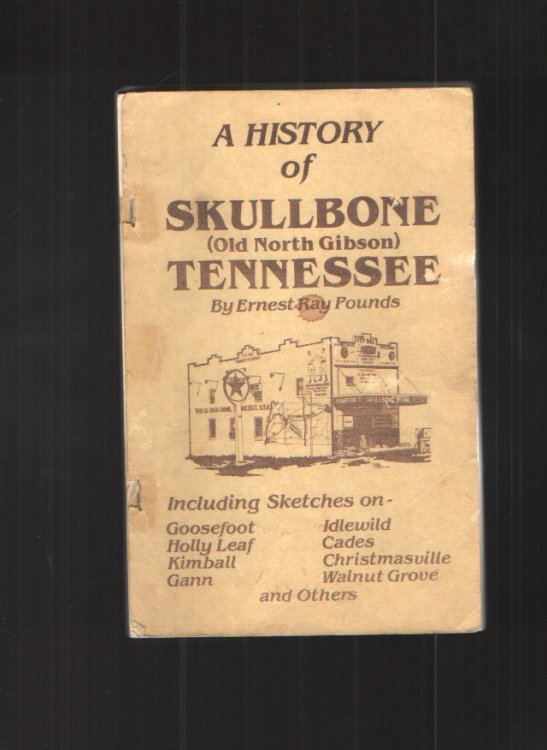 A HISTORY
of
SKULLBONE
(Old North Gibson)
TENNESSEE
By Ernest Ray Pounds
Including Sketches on-
Goosefoot
Holly Leaf
Kimball
Gann
Idlewild
Cades
Christmasville
Walnut Grove
and Others